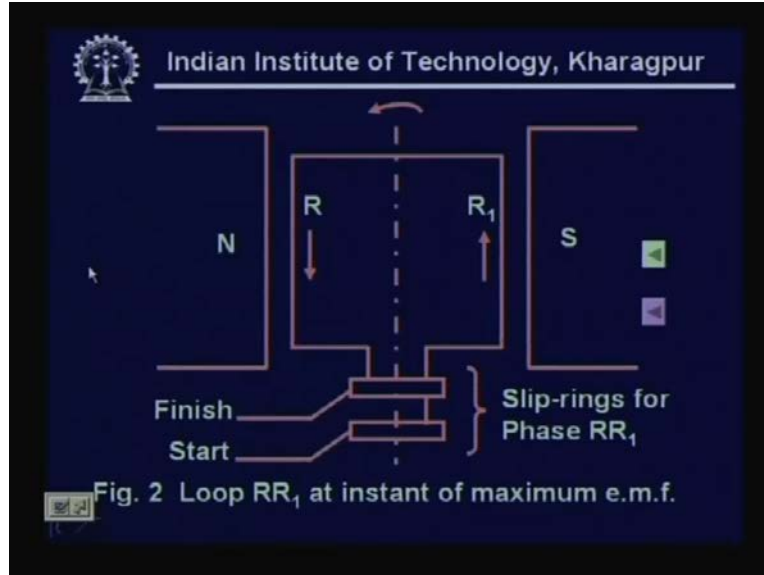 Indian Institute of Technology, Kharagpur
R
R₁
N
S
Finish
Start
Slip-rings for
Phase RR₁
Fig. 2 Loop RR₁ at instant of maximum e.m.f.